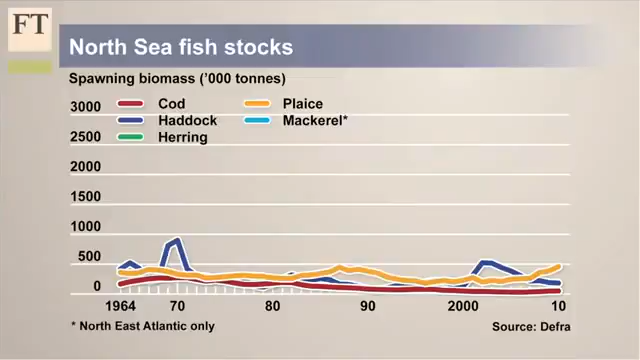 FT
North Sea fish stocks
Spawning biomass ('000 tonnes)
3000
Cod
Plaice
Haddock
Mackerel*
2500
Herring
2000
1500
1000
500
0
1964 70 80 90 2000 10
* North East Atlantic only
Source: Defra